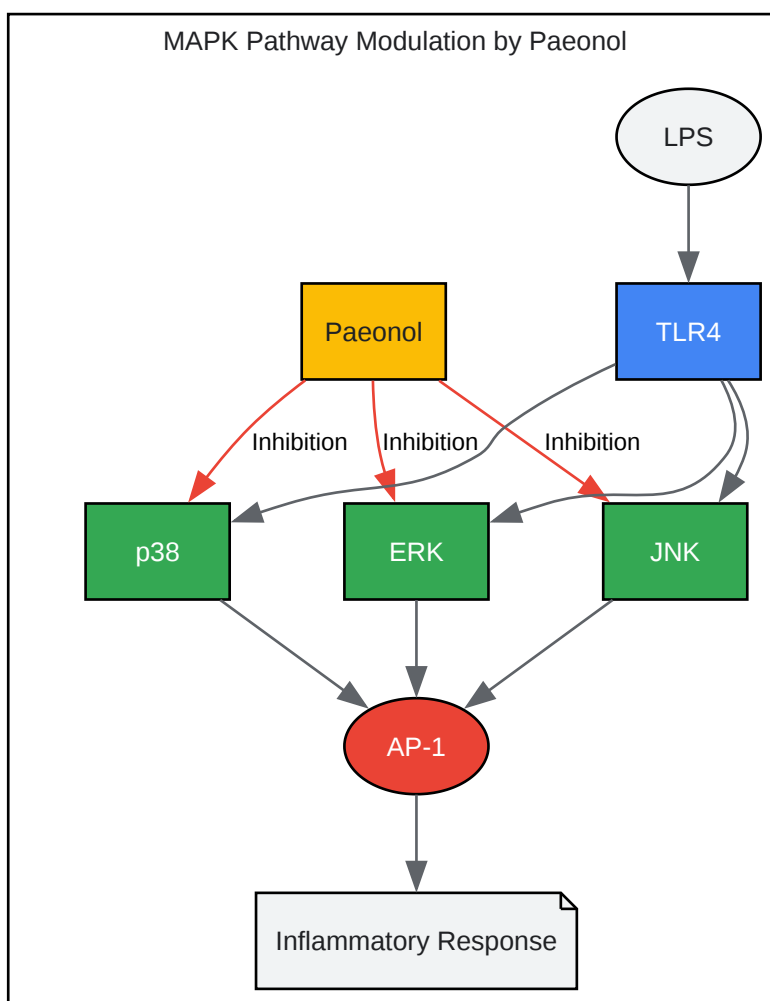 MAPK Pathway Modulation by Paeonol
LPS
Paeonol
TLR4
Inhibition
Inhibition
Inhibition
p38
ERK
JNK
AP-1
Inflammatory Response